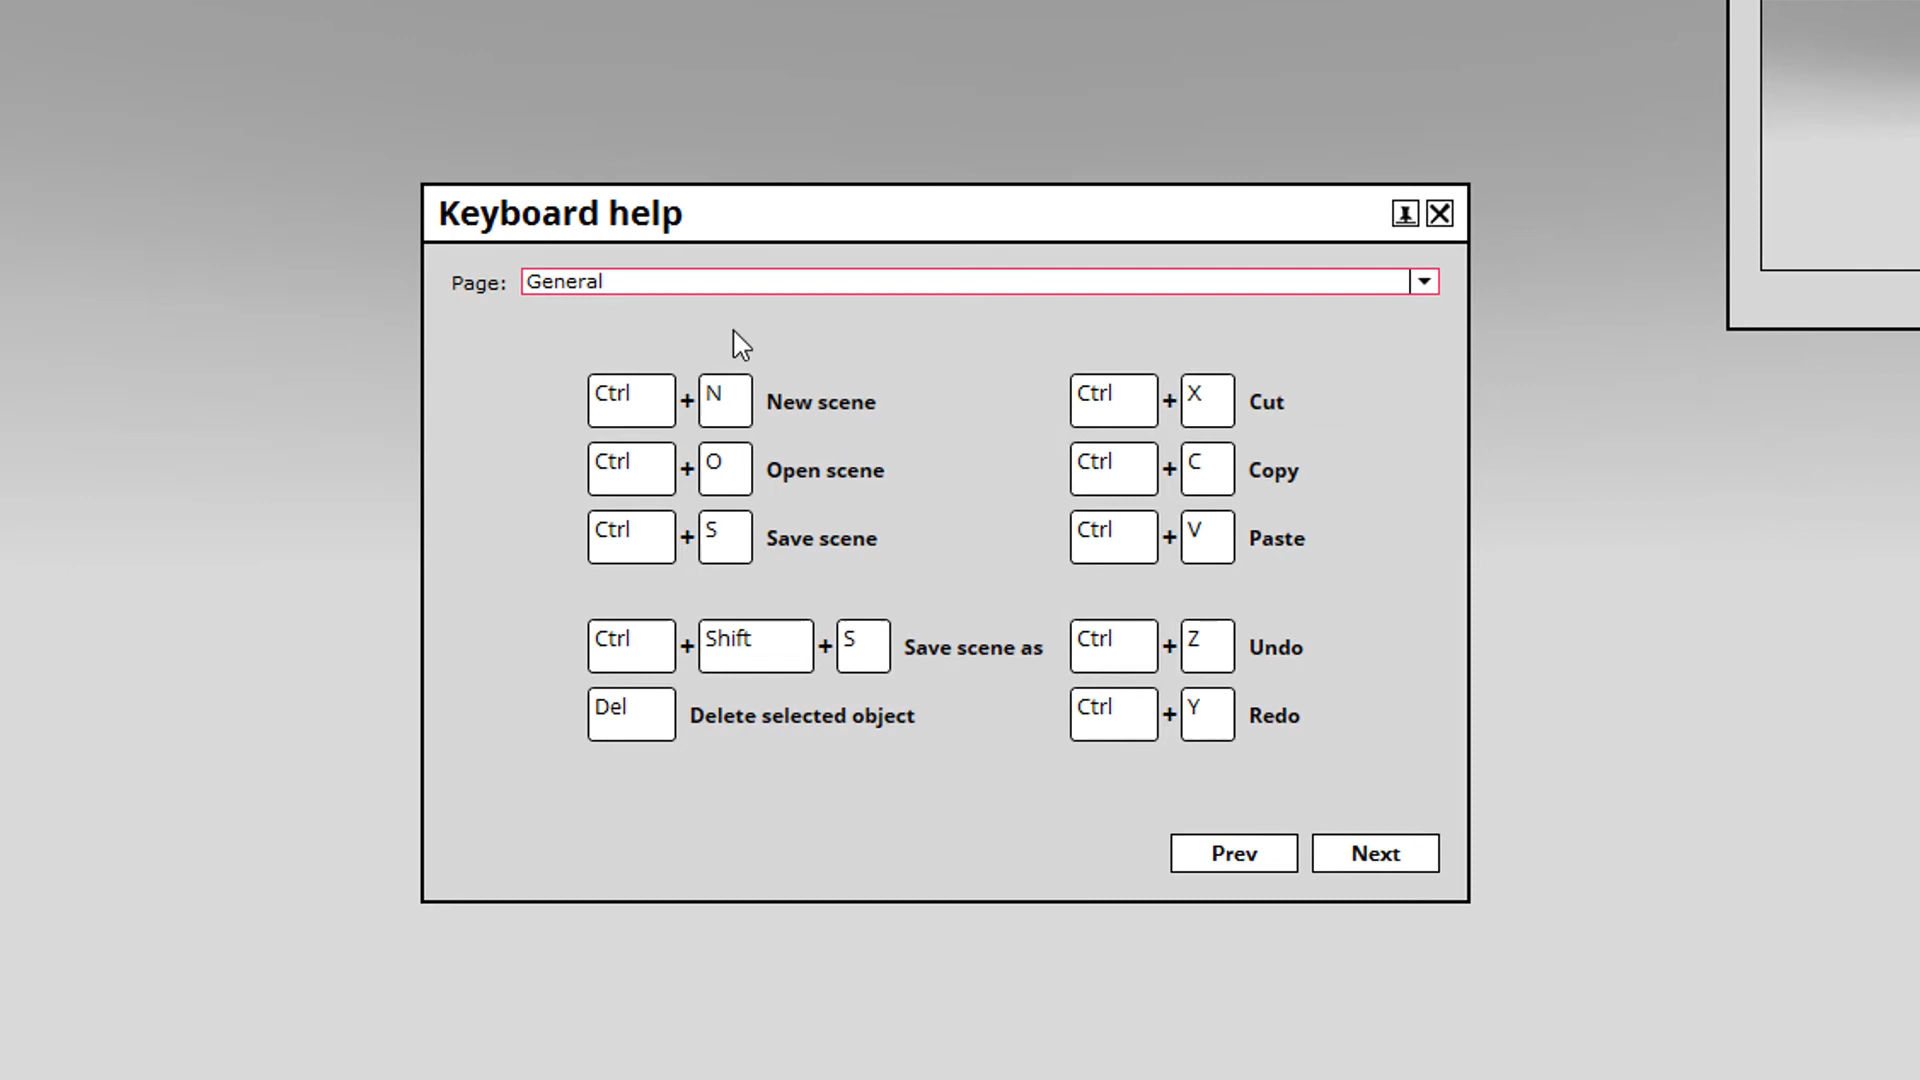 Keyboard help
Page: General
Ctrl + N New scene
Ctrl + O Open scene
Ctrl + S Save scene
Ctrl + Shift + S Save scene as
Del Delete selected object
Ctrl + X Cut
Ctrl + C Copy
Ctrl + V Paste
Ctrl + Z Undo
Ctrl + Y Redo
Prev Next